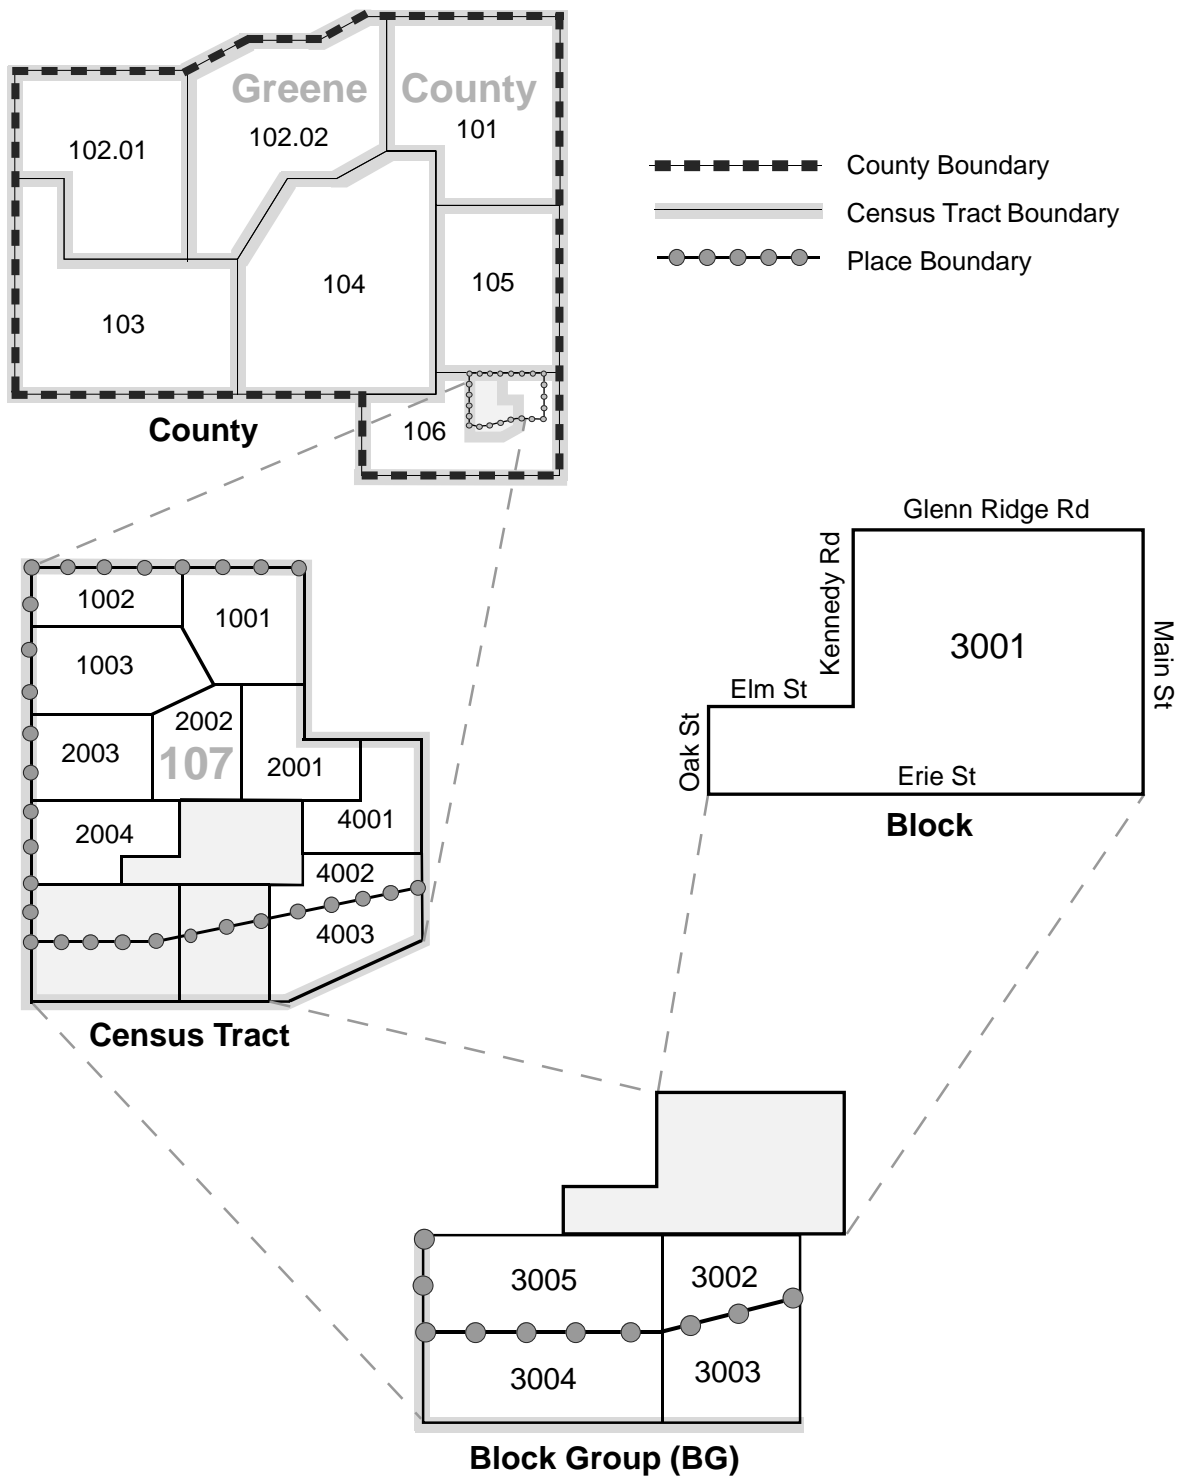 Greene County
102.01
102.02
101
103
104
105
106
County
County Boundary
Census Tract Boundary
Place Boundary
1002
1001
1003
2002
2003
107
2001
2004
4001
4002
4003
Census Tract
Glenn Ridge Rd
Kennedy Rd
3001
Main St
Elm St
Oak St
Erie St
Block
3005
3002
3004
3003
Block Group (BG)